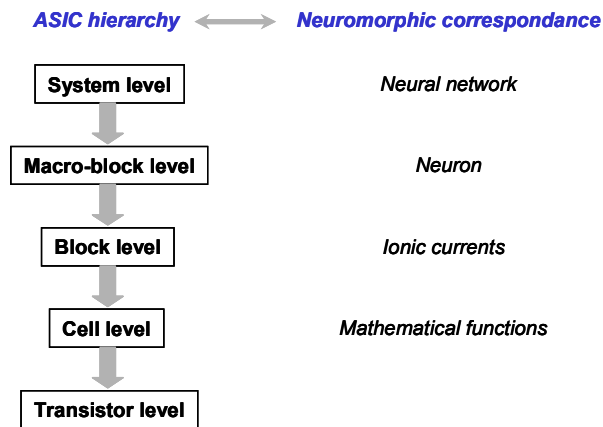 ASIC hierarchy Neuromorphic correspondance
System level Neural network
Macro-block level Neuron
Block level Ionic currents
Cell level Mathematical functions
Transistor level